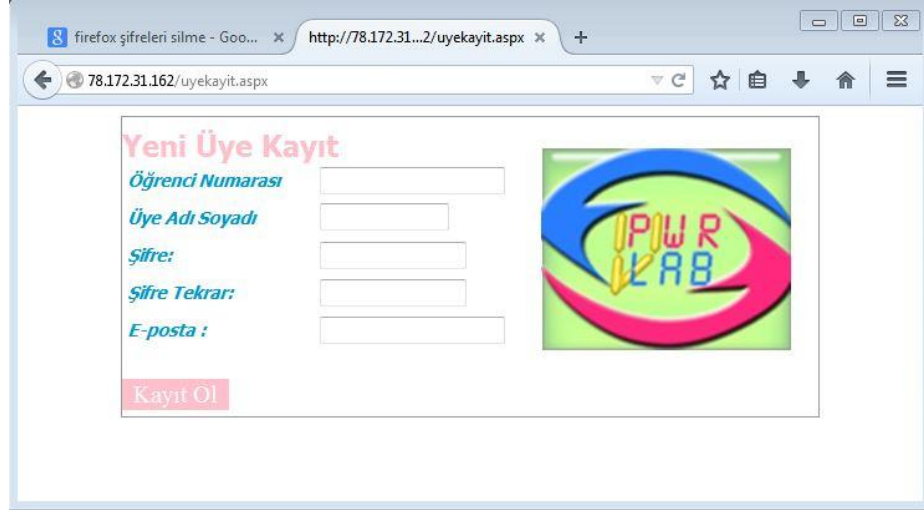 firefox şifreleri silme - Goo...
http://78.172.31...2/uyekayit.aspx
78.172.31.162/uyekayit.aspx
Yeni Üye Kayıt
Öğrenci Numarası
Üye Adı Soyadı
Şifre:
Şifre Tekrar:
E-posta :
PWR
LAB
Kayıt Ol